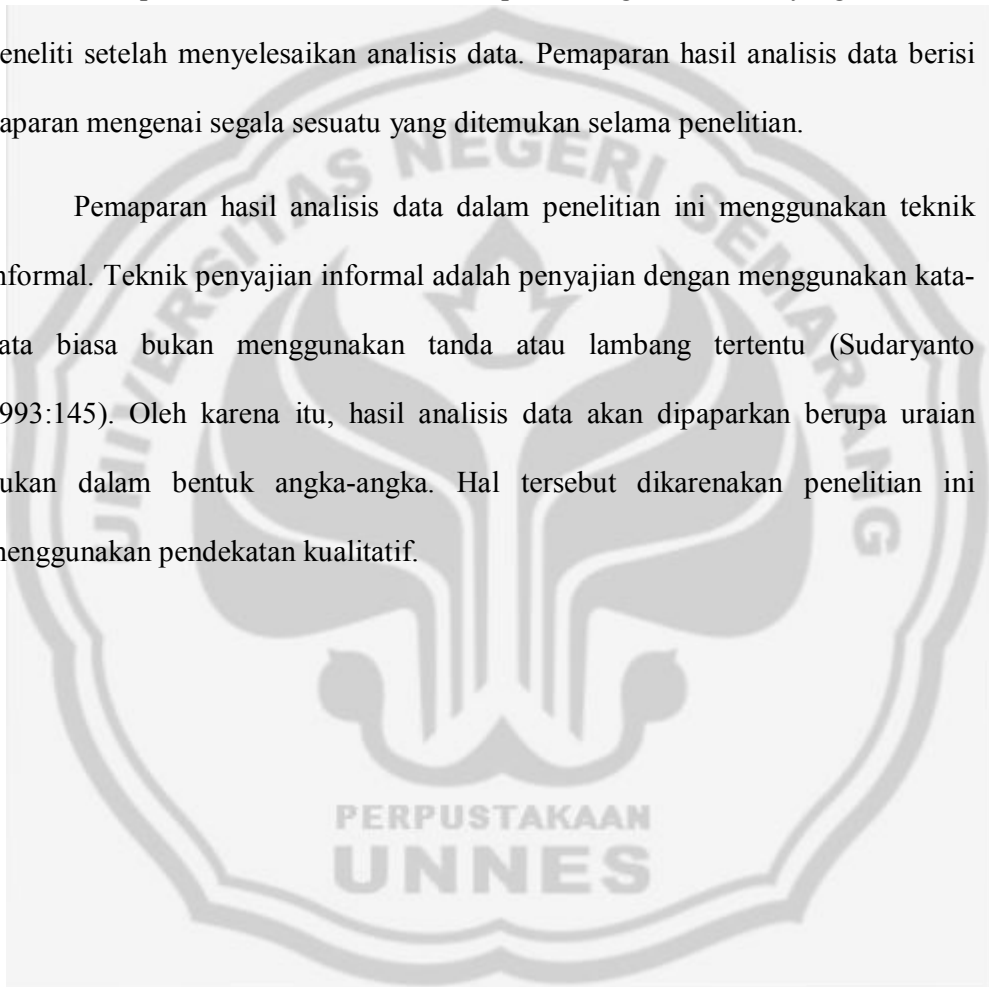 eneliti setelah menyelesaikan analisis data. Pemaparan hasil analisis data berisi
aparan mengenai segala sesuatu yang ditemukan selama penelitian.
Pemaparan hasil analisis data dalam penelitian ini menggunakan teknik
nformal. Teknik penyajian informal adalah penyajian dengan menggunakan kata-
ata biasa bukan menggunakan tanda atau lambang tertentu (Sudaryanto
993:145). Oleh karena itu, hasil analisis data akan dipaparkan berupa uraian
ukan dalam bentuk angka-angka. Hal tersebut dikarenakan penelitian ini
menggunakan pendekatan kualitatif.
UNIVERSITAS NEGERI SEMARANG
PERPUSTAKAAN
UNNES